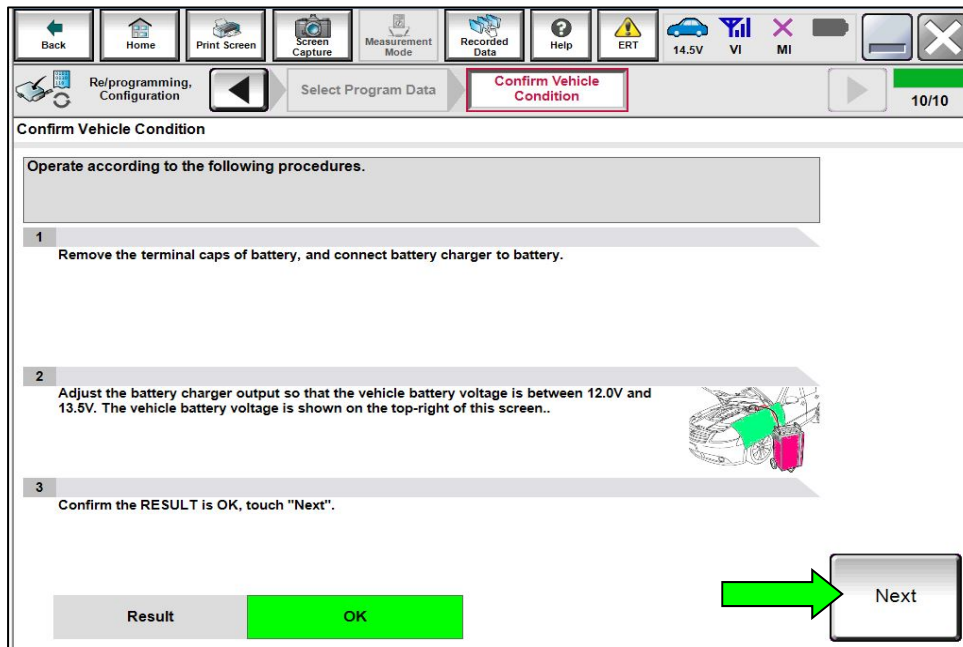 Back
Home
Print Screen
Screen
Capture
Measurement
Mode
Recorded
Data
Help
ERT
14.5V
VI
MI
Re/programming,
Configuration
Select Program Data
Confirm Vehicle
Condition
10/10
Confirm Vehicle Condition
Operate according to the following procedures.
1
Remove the terminal caps of battery, and connect battery charger to battery.
2
Adjust the battery charger output so that the vehicle battery voltage is between 12.0V and
13.5V. The vehicle battery voltage is shown on the top-right of this screen..
3
Confirm the RESULT is OK, touch "Next".
Result
OK
Next